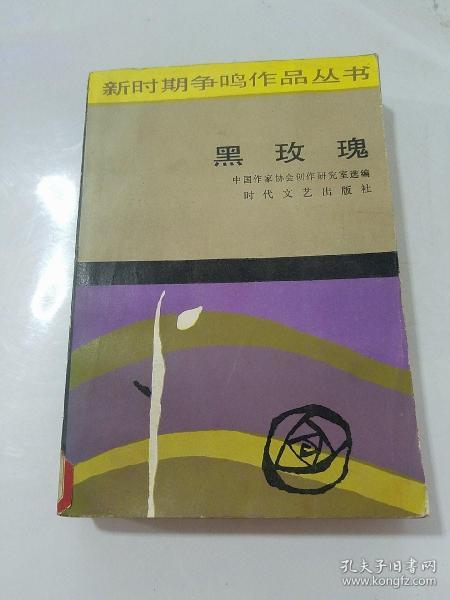 新时期争鸣作品丛书
黑玫瑰
中国作家协会创作研究室选编
时代文艺出版社
孔夫子旧书网
www.kongfz.com